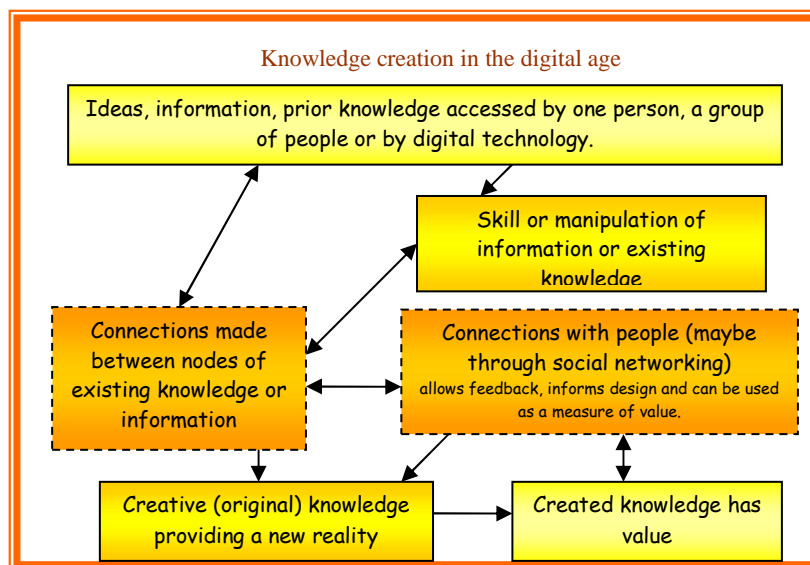 Knowledge creation in the digital age
Ideas, information, prior knowledge accessed by one person, a group
of people or by digital technology.
Skill or manipulation of
information or existing
knowledge
Connections made
between nodes of
existing knowledge or
information
Connections with people (maybe
through social networking)
allows feedback, informs design and can be used
as a measure of value.
Creative (original) knowledge
providing a new reality
Created knowledge has
value